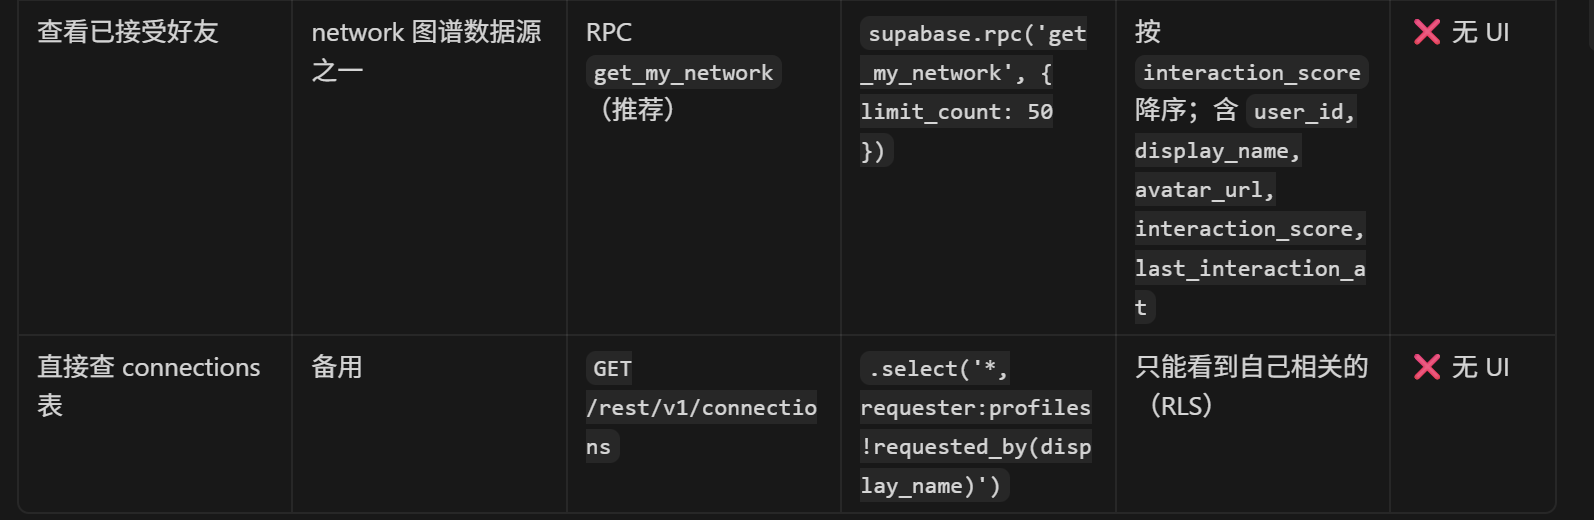 查看已接受好友
network 图谱数据源
之一
RPC
get_my_network
（推荐）
supabase.rpc('get
_my_network', {
limit_count: 50
})
按
interaction_score
降序；含 user_id,
display_name,
avatar_url,
interaction_score,
last_interaction_a
t
❌ 无 UI
直接查 connections
表
备用
GET
/rest/v1/connectio
ns
.select('*,
requester:profiles
!requested_by(disp
lay_name)')
只能看到自己相关的
（RLS）
❌ 无 UI